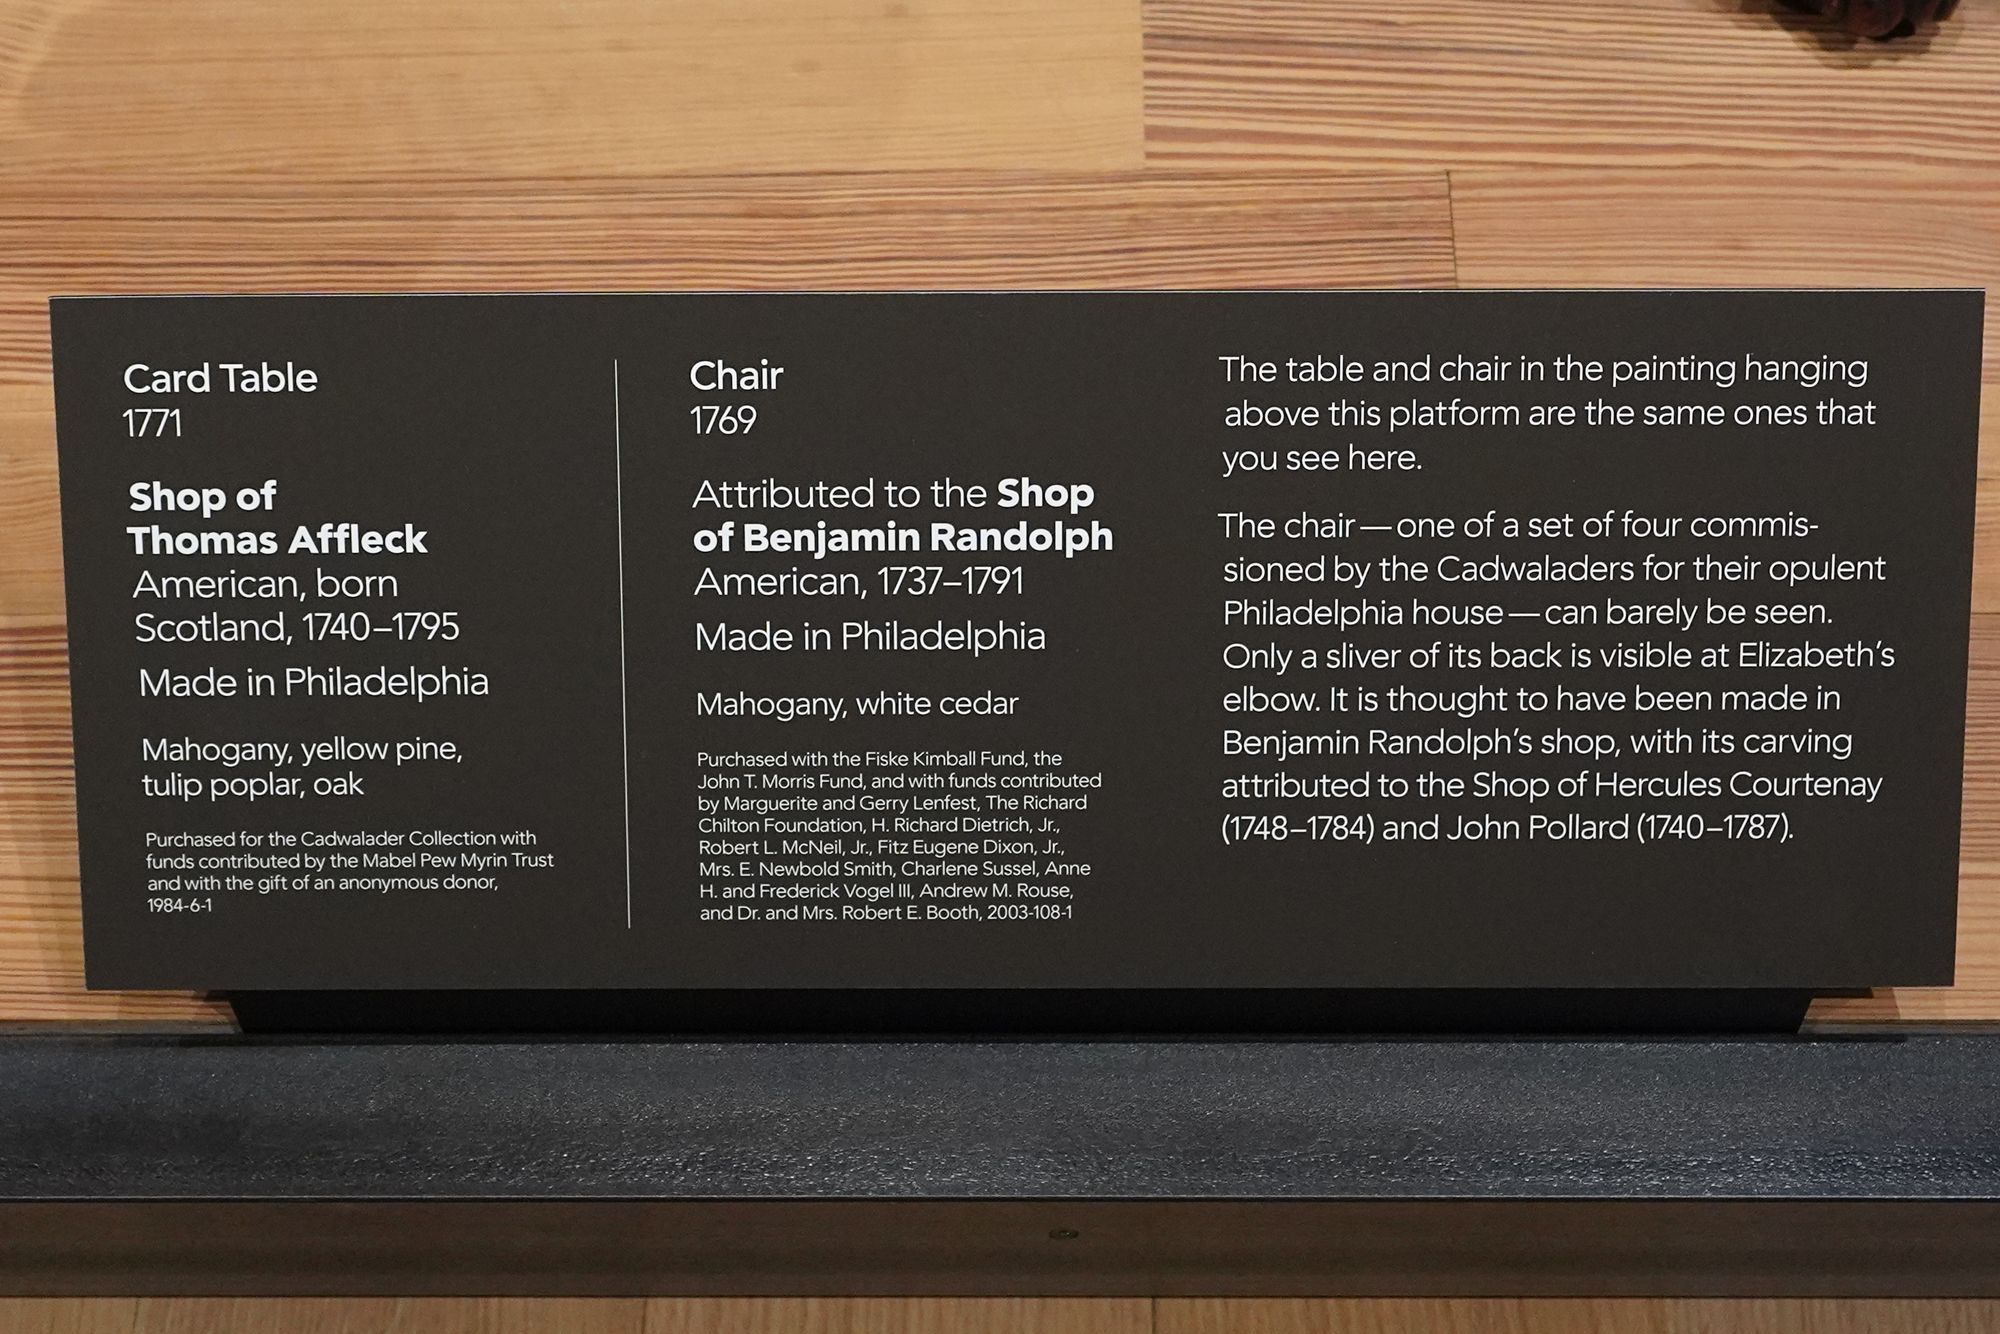 Card Table
1771
Shop of
Thomas Affleck
American, born
Scotland, 1740–1795
Made in Philadelphia
Mahogany, yellow pine,
tulip poplar, oak
Purchased for the Cadwalader Collection with
funds contributed by the Mabel Pew Myrin Trust
and with the gift of an anonymous donor,
1984-6-1
Chair
1769
Attributed to the Shop
of Benjamin Randolph
American, 1737–1791
Made in Philadelphia
Mahogany, white cedar
Purchased with the Fiske Kimball Fund, the
John T. Morris Fund, and with funds contributed
by Marguerite and Gerry Lenfest, The Richard
Chilton Foundation, H. Richard Dietrich, Jr.,
Robert L. McNeil, Jr., Fitz Eugene Dixon, Jr.,
Mrs. E. Newbold Smith, Charlene Sussel, Anne
H. and Frederick Vogel III, Andrew M. Rouse,
and Dr. and Mrs. Robert E. Booth, 2003-108-1
The table and chair in the painting hanging
above this platform are the same ones that
you see here.
The chair — one of a set of four commis-
sioned by the Cadwaladers for their opulent
Philadelphia house — can barely be seen.
Only a sliver of its back is visible at Elizabeth’s
elbow. It is thought to have been made in
Benjamin Randolph’s shop, with its carving
attributed to the Shop of Hercules Courtenay
(1748–1784) and John Pollard (1740–1787).